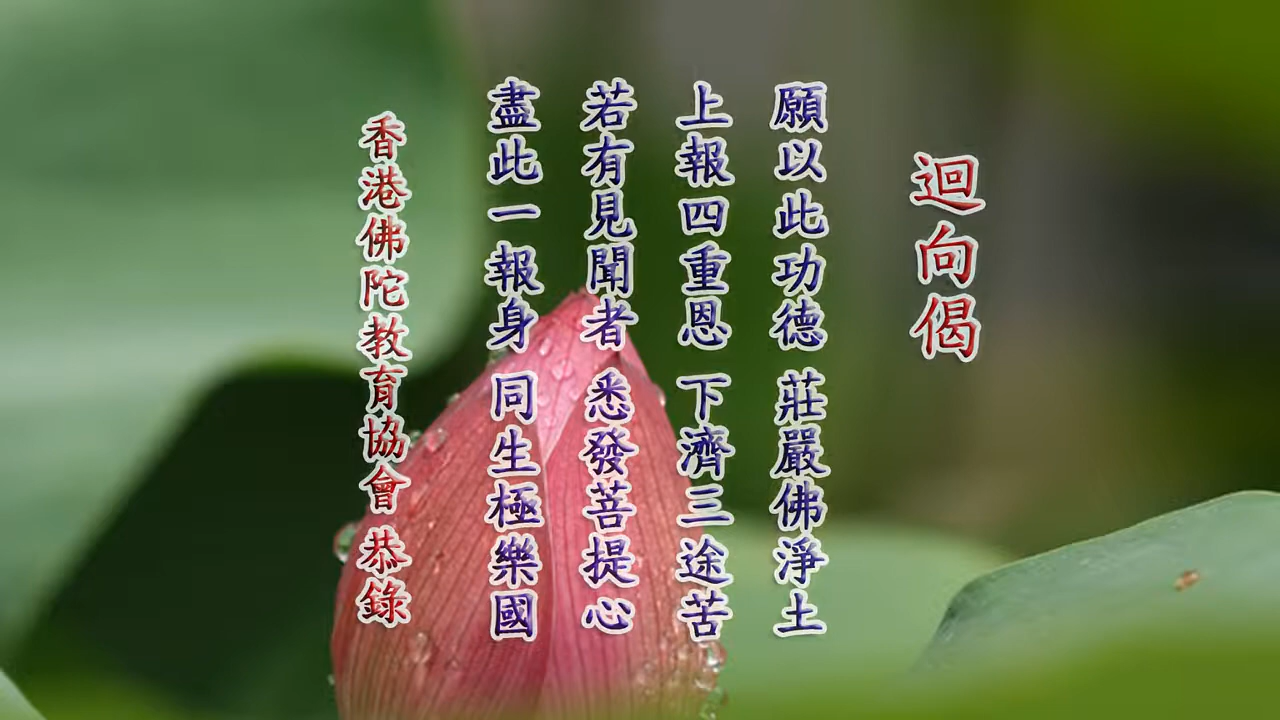 迴向偈
願以此功德 莊嚴佛淨土
上報四重恩 下濟三途苦
若有見聞者 悉發菩提心
盡此一報身 同生極樂國
香港佛陀教育協會 恭錄